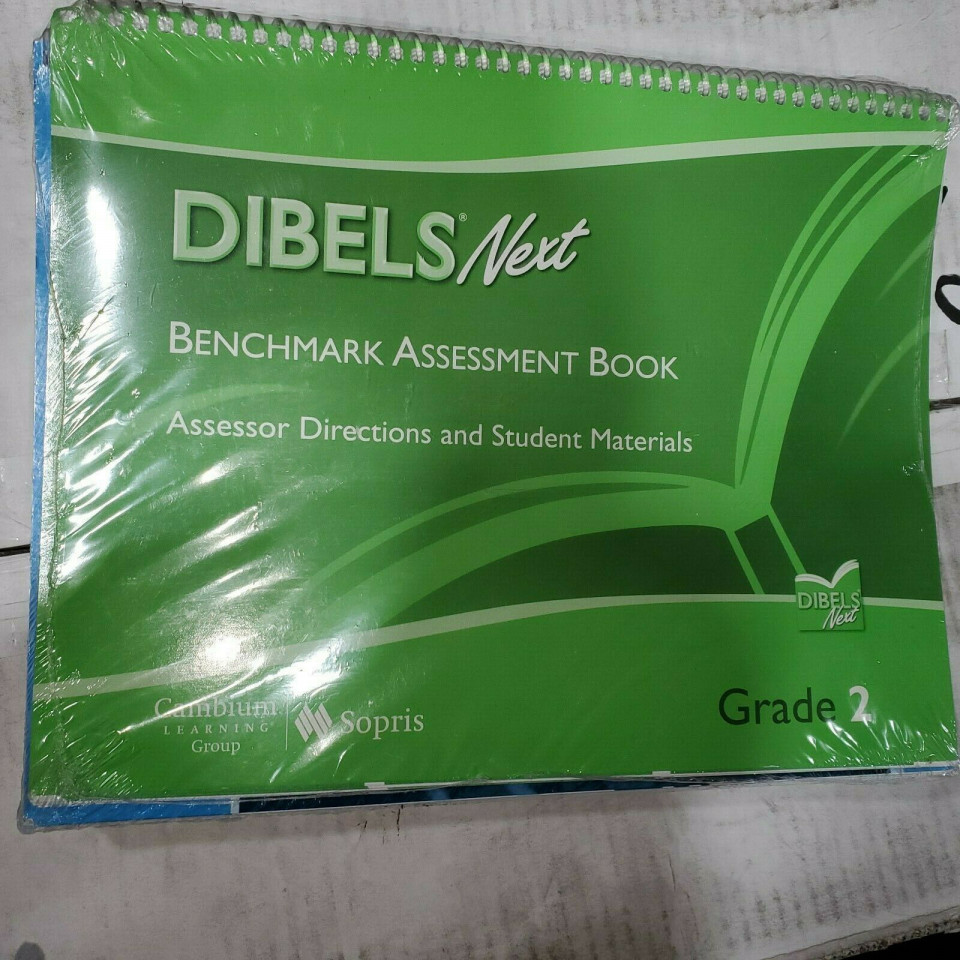 DIBELS® Next
BENCHMARK ASSESSMENT BOOK
Assessor Directions and Student Materials
DIBELS
Next
Cambium
LEARNING®
Group
Sopris
Grade 2